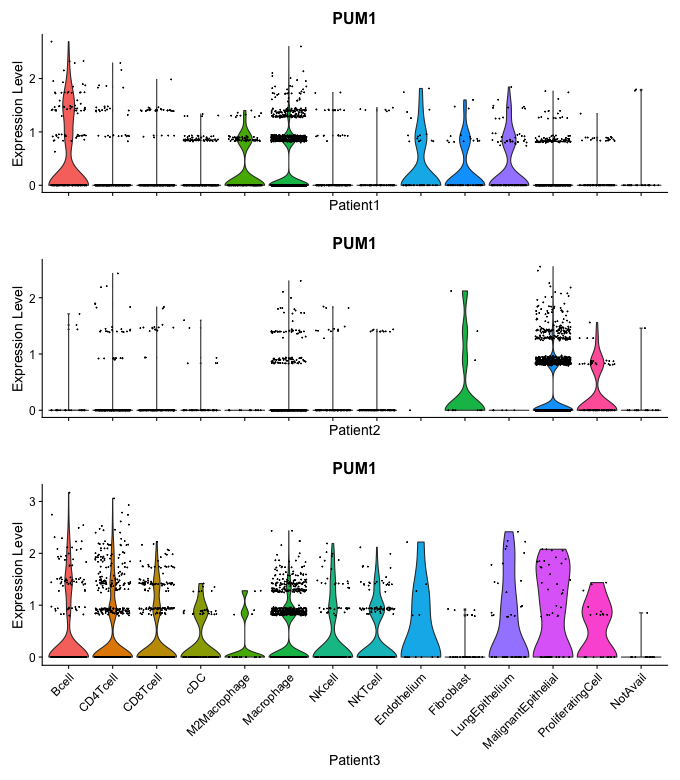 PUM1
Expression Level
2
1
0
Patient1
PUM1
Expression Level
2
1
0
Patient2
PUM1
Expression Level
3
2
1
0
Bcell
CD4Tcell
CD8Tcell
cDC
M2Macrophage
Macrophage
NKcell
NKTcell
Endothelium
Fibroblast
LungEpithelium
MalignantEpithelial
ProliferatingCell
NotAvail
Patient3